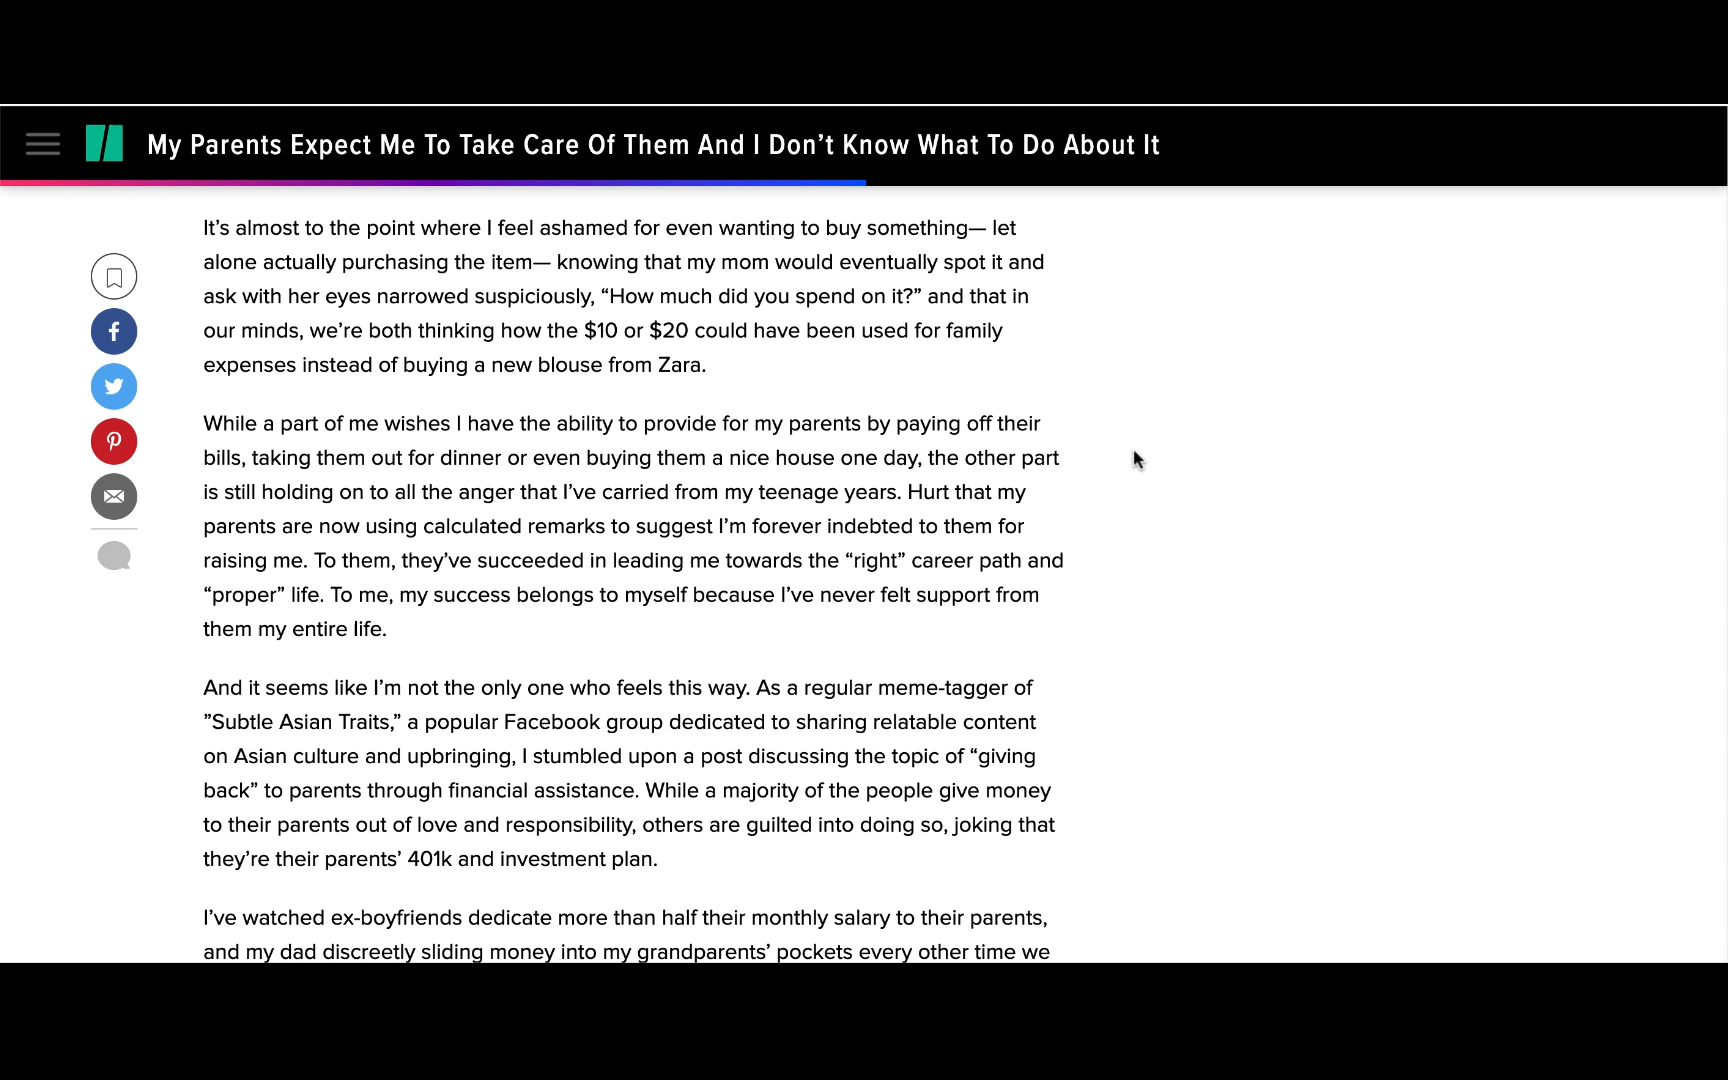 My Parents Expect Me To Take Care Of Them And I Don’t Know What To Do About It
It’s almost to the point where I feel ashamed for even wanting to buy something— let
alone actually purchasing the item— knowing that my mom would eventually spot it and
ask with her eyes narrowed suspiciously, “How much did you spend on it?” and that in
our minds, we’re both thinking how the $10 or $20 could have been used for family
expenses instead of buying a new blouse from Zara.
While a part of me wishes I have the ability to provide for my parents by paying off their
bills, taking them out for dinner or even buying them a nice house one day, the other part
is still holding on to all the anger that I’ve carried from my teenage years. Hurt that my
parents are now using calculated remarks to suggest I’m forever indebted to them for
raising me. To them, they’ve succeeded in leading me towards the “right” career path and
“proper” life. To me, my success belongs to myself because I’ve never felt support from
them my entire life.
And it seems like I’m not the only one who feels this way. As a regular meme-tagger of
”Subtle Asian Traits,” a popular Facebook group dedicated to sharing relatable content
on Asian culture and upbringing, I stumbled upon a post discussing the topic of “giving
back” to parents through financial assistance. While a majority of the people give money
to their parents out of love and responsibility, others are guilted into doing so, joking that
they’re their parents’ 401k and investment plan.
I’ve watched ex-boyfriends dedicate more than half their monthly salary to their parents,
and my dad discreetly sliding money into my grandparents’ pockets every other time we